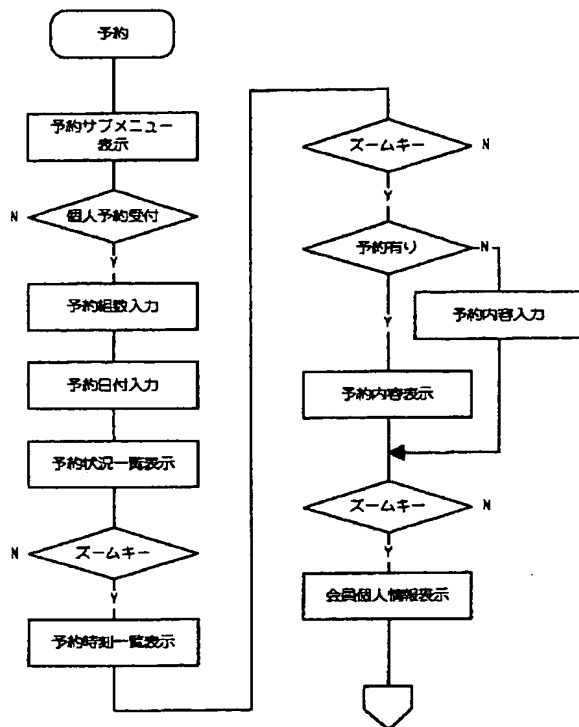 予約
予約サブメニュー
表示
N
個人予約受付
Y
予約組数入力
予約日付入力
予約状況一覧表示
N
ズームキー
Y
予約時刻一覧表示
ズームキー
N
Y
予約有り
N
Y
予約内容入力
予約内容表示
ズームキー
N
Y
会員個人情報表示